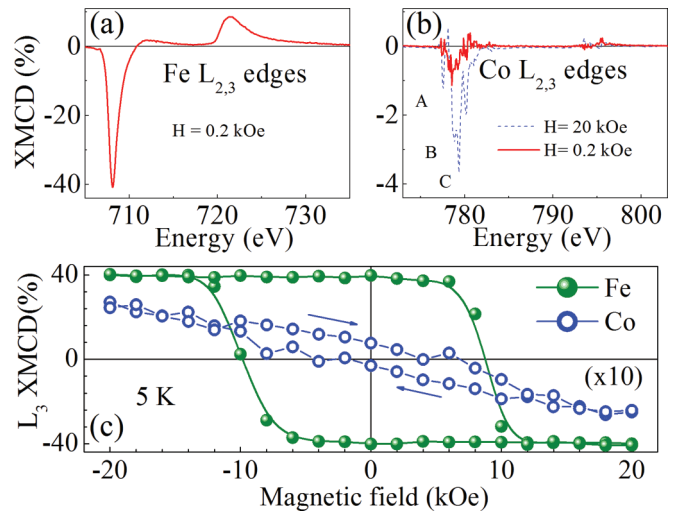 (a)
Fe L2,3 edges
H = 0.2 kOe
XMCD (%)
0
-20
-40
710
720
730
Energy (eV)
(b)
Co L2,3 edges
A
B
C
H= 20 kOe
H= 0.2 kOe
0
-2
-4
780
790
800
Energy (eV)
L3 XMCD(%)
40
0
-40
Fe
Co
(x10)
5 K
(c)
-20
-10
0
10
20
Magnetic field (kOe)